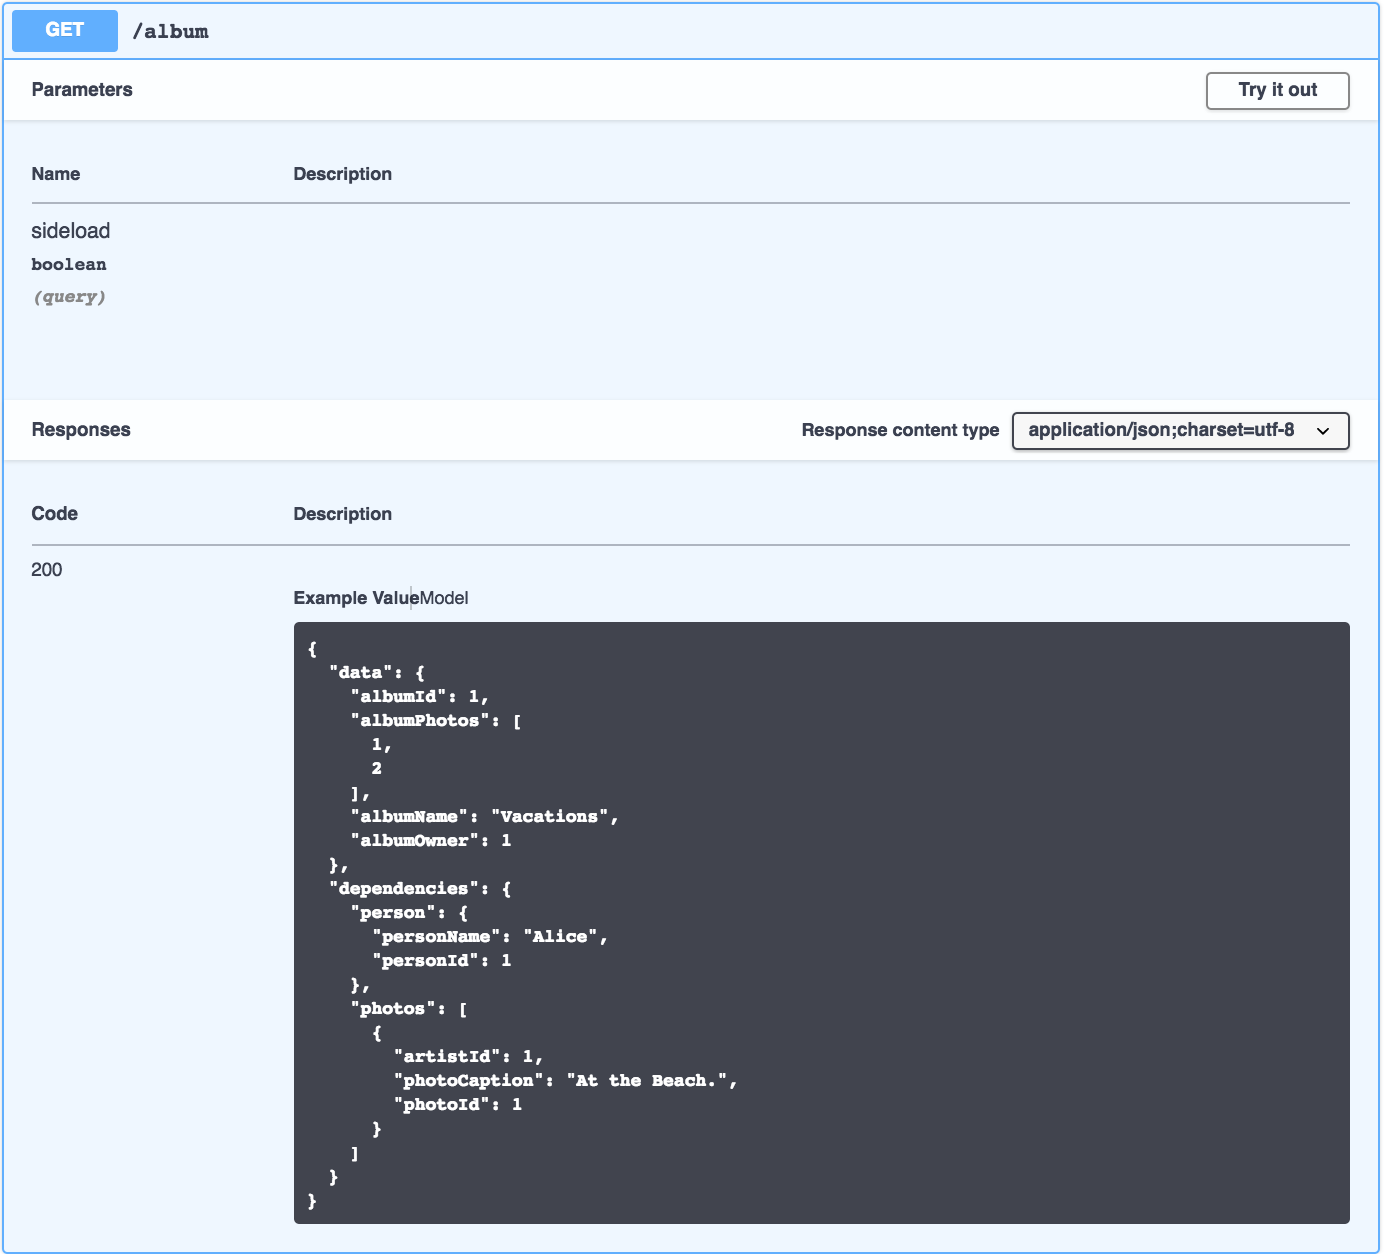 GET /album
Parameters Try it out
Name Description
sideload
boolean
(query)
Responses Response content type application/json;charset=utf-8
Code Description
200
Example Value Model
{
  "data": {
    "albumId": 1,
    "albumPhotos": [
      1,
      2
    ],
    "albumName": "Vacations",
    "albumOwner": 1
  },
  "dependencies": {
    "person": {
      "personName": "Alice",
      "personId": 1
    },
    "photos": [
      {
        "artistId": 1,
        "photoCaption": "At the Beach.",
        "photoId": 1
      }
    ]
  }
}